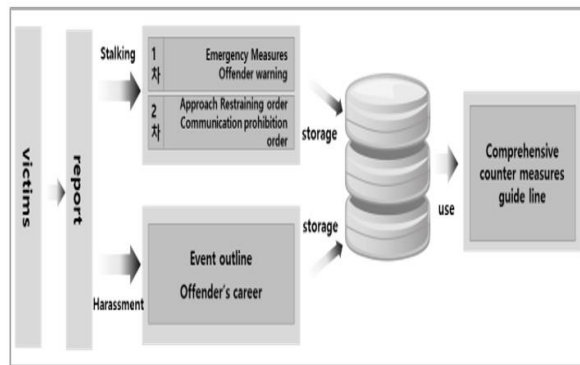 victims
report
Stalking
1
차
Emergency Measures
Offender warning
2
차
Approach Restraining order
Communication prohibition
order
storage
Harassment
Event outline
Offender's career
storage
use
Comprehensive
counter measures
guide line